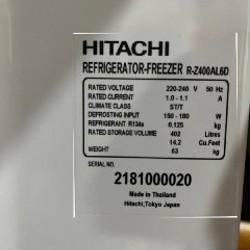 HITACHI
REFRIGERATOR-FREEZER R-Z400AL6D
RATED VOLTAGE 220-240 V 50 Hz
RATED CURRENT 1.0 - 1.1 A
CLIMATE CLASS ST/T
DEFROSTING INPUT 150 - 180 W
REFRIGERANT R134a 0.125 kg
RATED STORAGE VOLUME 402 Litres
14.2 Cu.Feet
WEIGHT 63 kg
SERIAL NO.
2181000020
Made in Thailand
Hitachi,Tokyo Japan